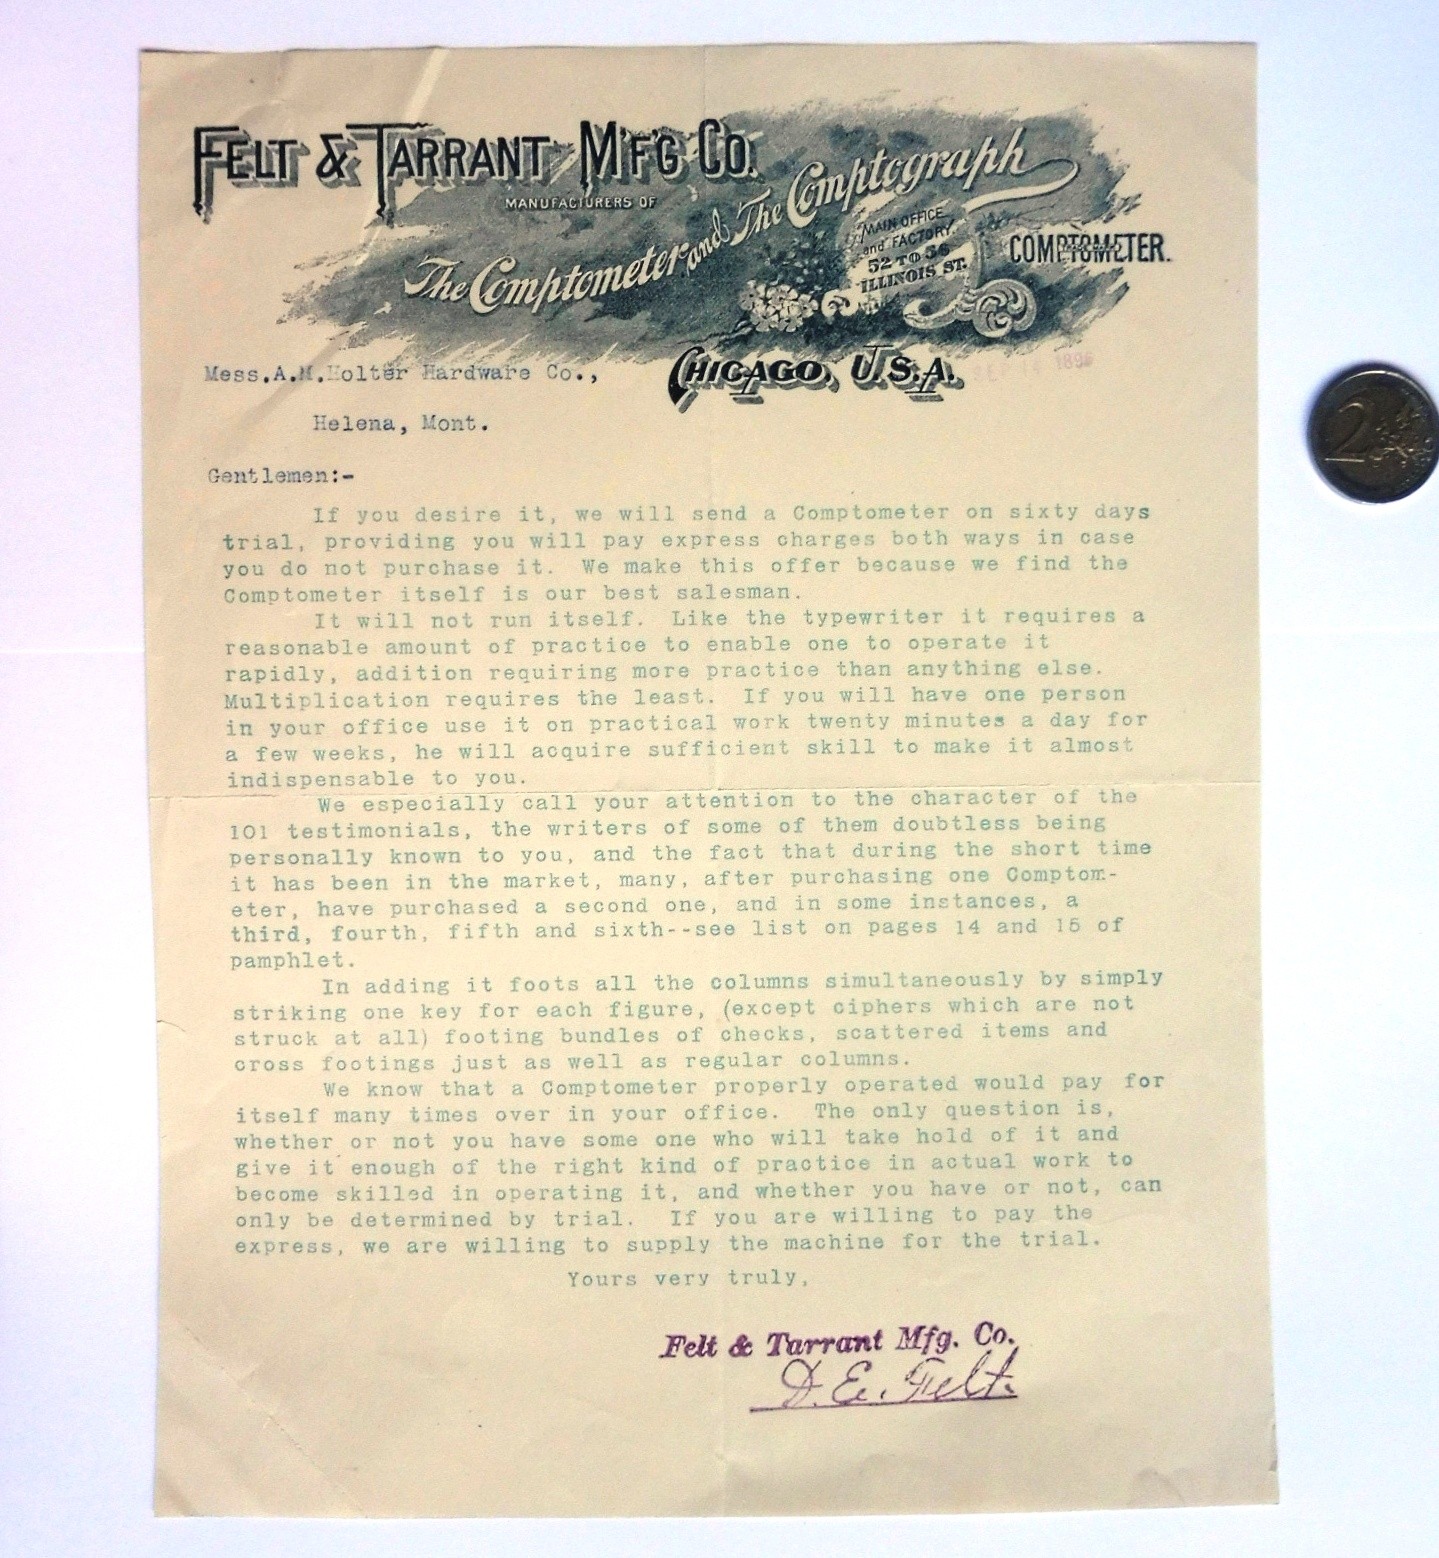 FELT & TARRANT M'F'G CO.
MANUFACTURERS OF
The Comptometer and The Comptograph
MAIN OFFICE
and FACTORY.
52 TO 56
ILLINOIS ST.
COMPTOMETER.
CHICAGO, U.S.A.
SEP 1896
Mess.A.M.Holter Hardware Co.,
Helena, Mont.
Gentlemen:-
If you desire it, we will send a Comptometer on sixty days
trial, providing you will pay express charges both ways in case
you do not purchase it. We make this offer because we find the
Comptometer itself is our best salesman.
It will not run itself. Like the typewriter it requires a
reasonable amount of practice to enable one to operate it
rapidly, addition requiring more practice than anything else.
Multiplication requires the least. If you will have one person
in your office use it on practical work twenty minutes a day for
a few weeks, he will acquire sufficient skill to make it almost
indispensable to you.
We especially call your attention to the character of the
101 testimonials, the writers of some of them doubtless being
personally known to you, and the fact that during the short time
it has been in the market, many, after purchasing one Comptom-
eter, have purchased a second one, and in some instances, a
third, fourth, fifth and sixth--see list on pages 14 and 15 of
pamphlet.
In adding it foots all the columns simultaneously by simply
striking one key for each figure, (except ciphers which are not
struck at all) footing bundles of checks, scattered items and
cross footings just as well as regular columns.
We know that a Comptometer properly operated would pay for
itself many times over in your office. The only question is,
whether or not you have some one who will take hold of it and
give it enough of the right kind of practice in actual work to
become skilled in operating it, and whether you have or not, can
only be determined by trial. If you are willing to pay the
express, we are willing to supply the machine for the trial.
Yours very truly,
Felt & Tarrant Mfg. Co.
D. E. Felt.
2